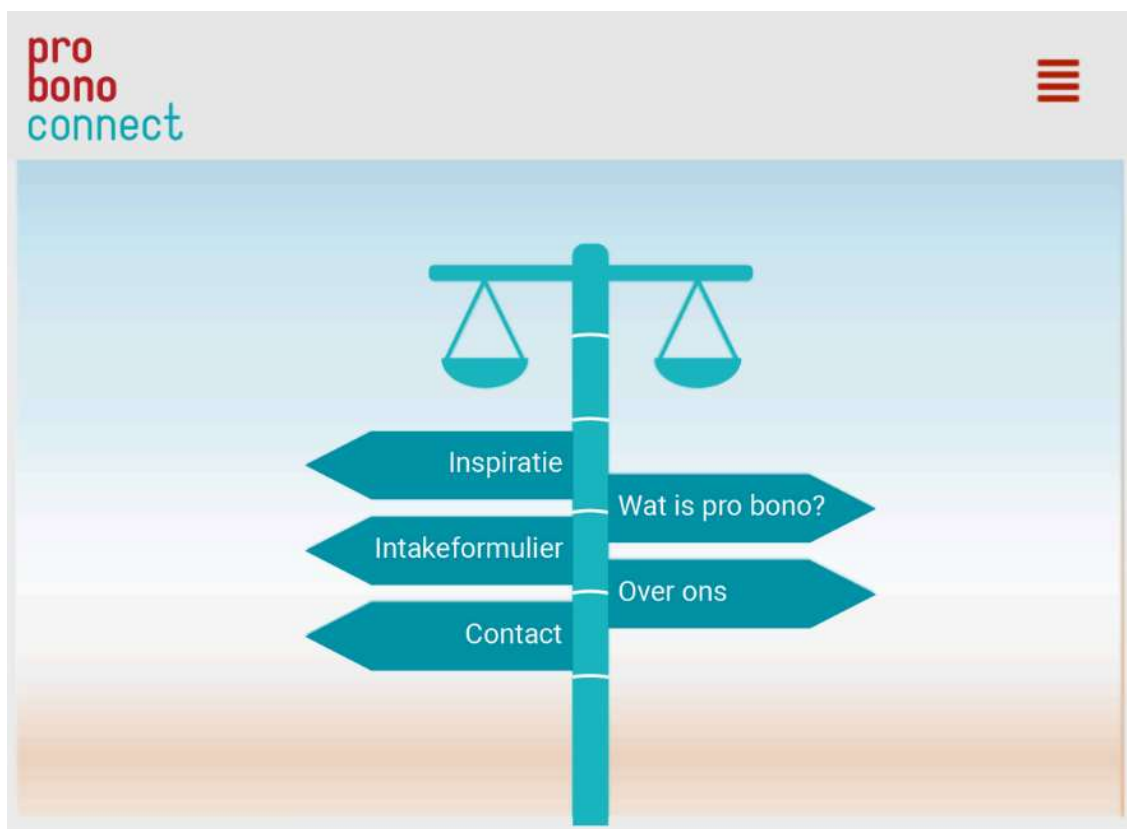 pro
bono
connect
Inspiratie
Wat is pro bono?
Intakeformulier
Over ons
Contact